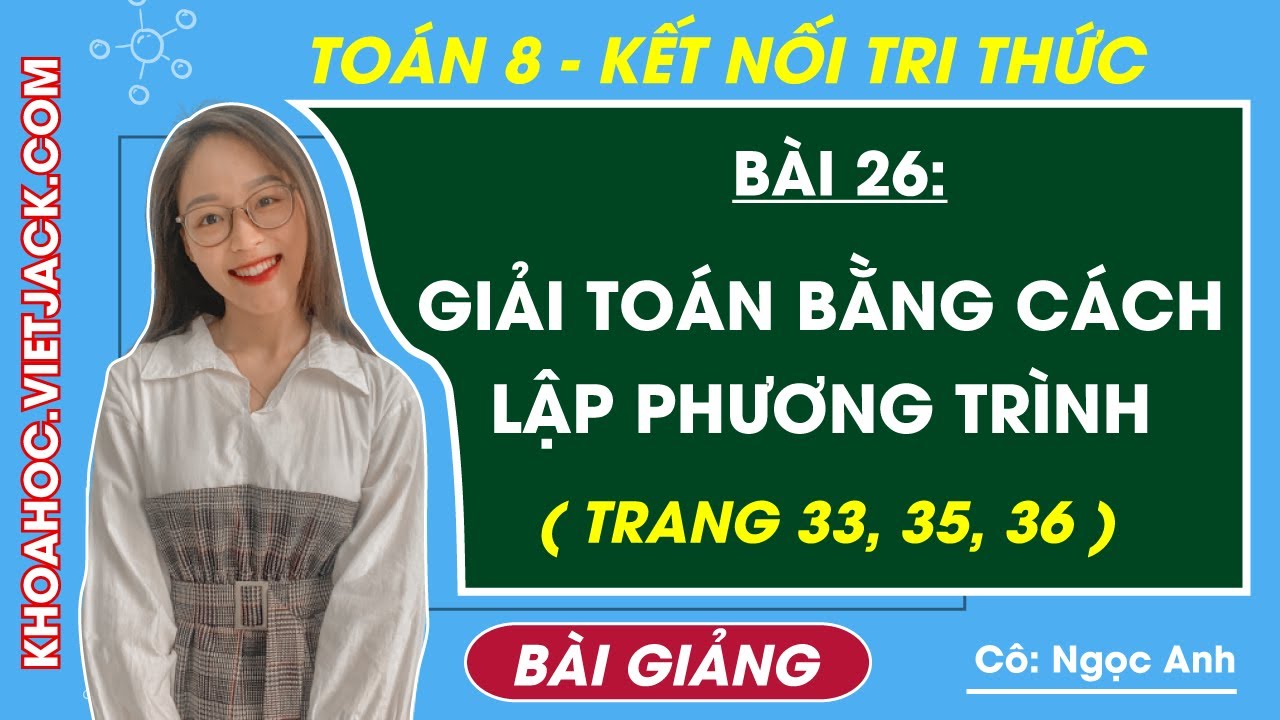 TOÁN 8 - KẾT NỐI TRI THỨC
KHOAHOC.VIETJACK.COM
BÀI 26:
GIẢI TOÁN BẰNG CÁCH
LẬP PHƯƠNG TRÌNH
( TRANG 33, 35, 36 )
BÀI GIẢNG
Cô: Ngọc Anh